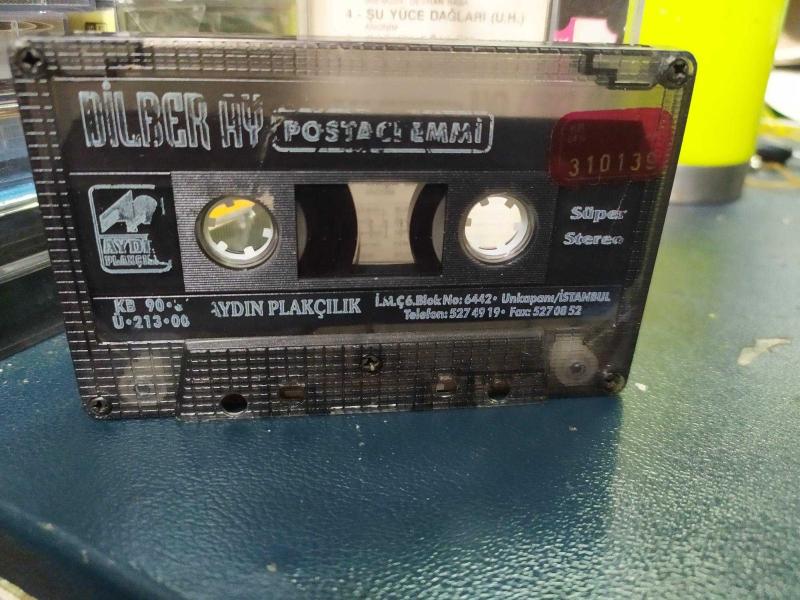 4 - ŞU YÜCE DAĞLARI (U.H.)
DİLBER AY
POSTACI EMMİ
310139
AYDIN
PLAKÇILIK
Süper
Stereo
KB 90
Ü·213·00
AYDIN PLAKÇILIK
İ.M.Ç 6.Blok No: 6442· Unkapanı/İSTANBUL
Telefon: 527 49 19· Fax: 527 08 52